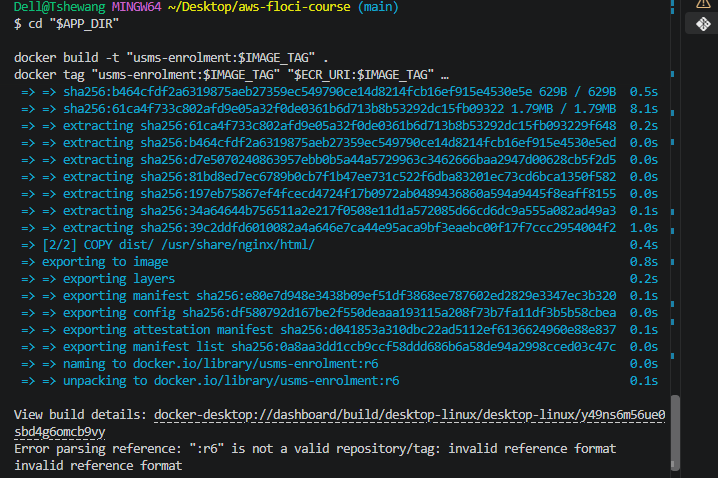 Dell@Tshewang MINGW64 ~/Desktop/aws-floci-course (main)
$ cd "$APP_DIR"

docker build -t "usms-enrolment:$IMAGE_TAG" .
docker tag "usms-enrolment:$IMAGE_TAG" "$ECR_URI:$IMAGE_TAG" …
=> => sha256:b464cfdf2a6319875aeb27359ec549790ce14d8214fcb16ef915e4530e5e 629B / 629B 0.5s
=> => sha256:61ca4f733c802afd9e05a32f0de0361b6d713b8b53292dc15fb09322 1.79MB / 1.79MB 8.1s
=> => extracting sha256:61ca4f733c802afd9e05a32f0de0361b6d713b8b53292dc15fb093229f648 0.2s
=> => extracting sha256:b464cfdf2a6319875aeb27359ec549790ce14d8214fcb16ef915e4530e5ed 0.0s
=> => extracting sha256:d7e5070240863957ebb0b5a44a5729963c3462666baa2947d00628cb5f2d5 0.0s
=> => extracting sha256:81bd8ed7ec6789b0cb7f1b47ee731c522f6dba83201ec73cd6bca1350f582 0.0s
=> => extracting sha256:197eb75867ef4fcecd4724f17b0972ab0489436860a594a9445f8eaff8155 0.0s
=> => extracting sha256:34a64644b756511a2e217f0508e11d1a572085d66cd6dc9a555a082ad49a3 0.1s
=> => extracting sha256:39c2ddfd6010082a4a646e7ca44e95aca9bf3eaebc00f17f7ccc2954004f2 1.0s
=> [2/2] COPY dist/ /usr/share/nginx/html/ 0.4s
=> exporting to image 0.8s
=> => exporting layers 0.2s
=> => exporting manifest sha256:e80e7d948e3438b09ef51df3868ee787602ed2829e3347ec3b320 0.1s
=> => exporting config sha256:df580792d167be2f550deaaa193115a208f73b7fa11df3b5b58cbea 0.0s
=> => exporting attestation manifest sha256:d041853a310dbc22ad5112ef6136624960e88e837 0.1s
=> => exporting manifest list sha256:0a8aa3dd1ccb9ccf58ddd686b6a58de94a2998cced03c47c 0.0s
=> => naming to docker.io/library/usms-enrolment:r6 0.0s
=> => unpacking to docker.io/library/usms-enrolment:r6 0.1s

View build details: docker-desktop://dashboard/build/desktop-linux/desktop-linux/y49ns6m56ue0
sbd4g6omcb9vy
Error parsing reference: ":r6" is not a valid repository/tag: invalid reference format
invalid reference format